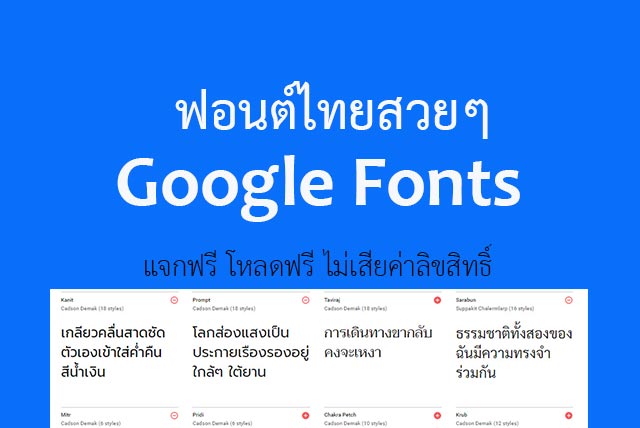 ฟอนต์ไทยสวยๆ
Google Fonts
แจกฟรี โหลดฟรี ไม่เสียค่าลิขสิทธิ์
Kanit
Cadson Demak (18 styles)
เกลียวคลื่นสาดซัด
ตัวเองเข้าใส่ค่ำคืน
สีน้ำเงิน
Prompt
Cadson Demak (18 styles)
โลกส่องแสงเป็น
ประกายเรืองรองอยู่
ใกล้ๆ ใต้ยาน
Taviraj
Cadson Demak (18 styles)
การเดินทางขากลับ
คงจะเหงา
Sarabun
Suppakit Chalermlarp (16 styles)
ธรรมชาติทั้งสองของ
ฉันมีความทรงจำ
ร่วมกัน
Mitr
Cadson Demak (6 styles)
Pridi
Cadson Demak (6 styles)
Chakra Petch
Cadson Demak (10 styles)
Krub
Cadson Demak (12 styles)